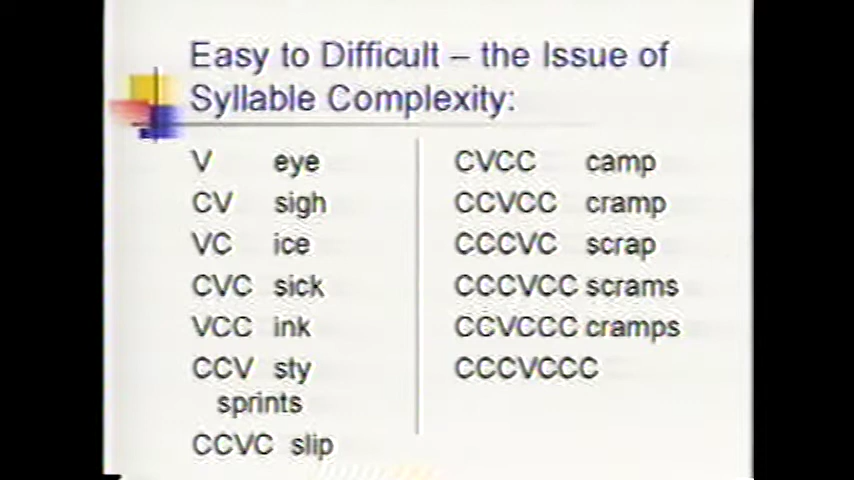 Easy to Difficult – the Issue of
Syllable Complexity:
V eye
CV sigh
VC ice
CVC sick
VCC ink
CCV sty
sprints
CCVC slip
CVCC camp
CCVCC cramp
CCCVC scrap
CCCVCC scrams
CCVCCC cramps
CCCVCCC